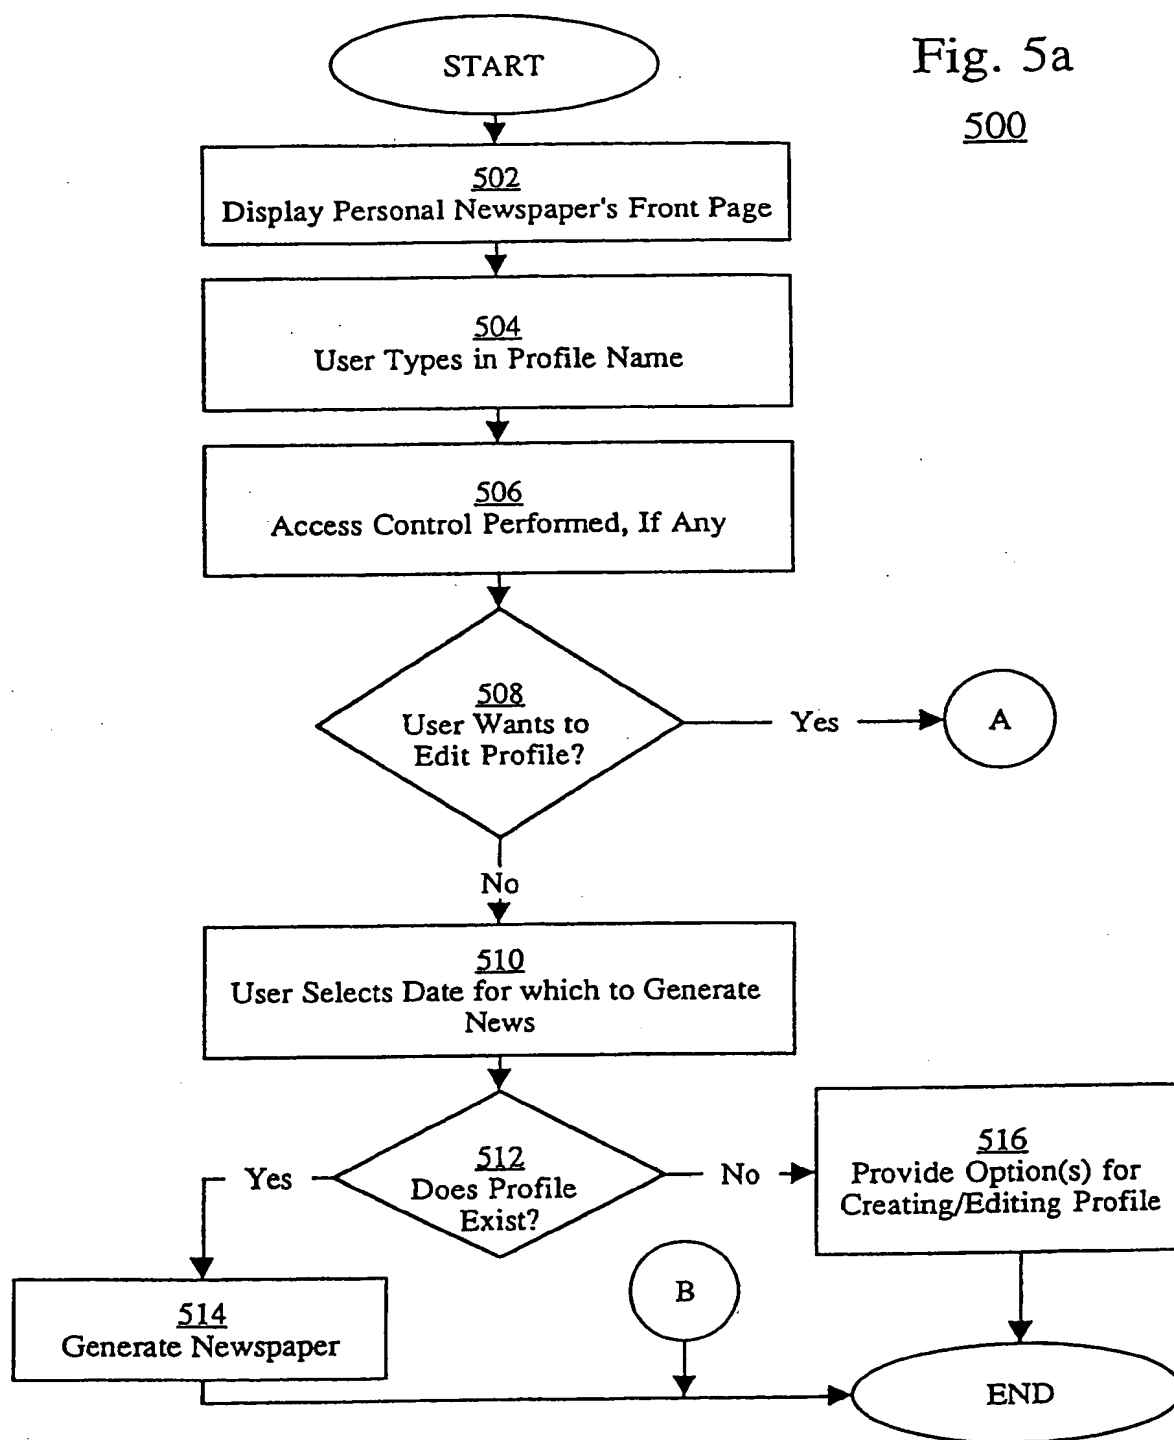 START
Fig. 5a
500
502
Display Personal Newspaper's Front Page
504
User Types in Profile Name
506
Access Control Performed, If Any
508
User Wants to
Edit Profile?
Yes
A
No
510
User Selects Date for which to Generate
News
512
Does Profile
Exist?
Yes
No
516
Provide Option(s) for
Creating/Editing Profile
B
514
Generate Newspaper
END